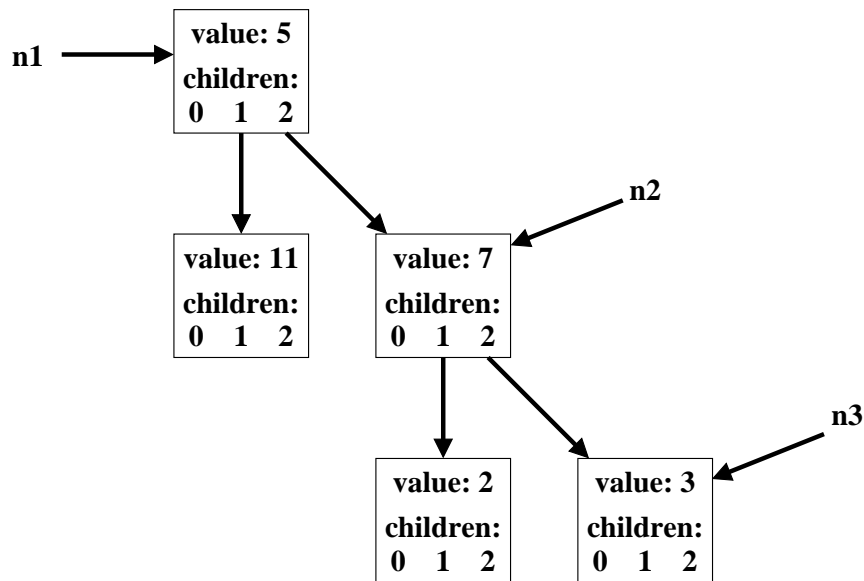 value: 5
n1
children:
0 1 2
n2
value: 11
children:
0 1 2
value: 7
children:
0 1 2
n3
value: 2
children:
0 1 2
value: 3
children:
0 1 2